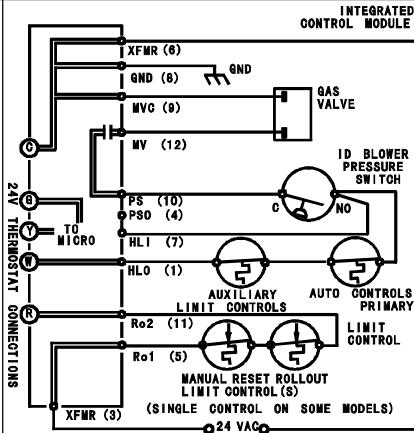 INTEGRATED
CONTROL MODULE
XFMR (6)
GND (8)
GND
MVC (9)
GAS
VALVE
MV (12)
C
ID BLOWER
PRESSURE
SWITCH
24V THERMOSTAT CONNECTIONS
G
PS (10)
C
NO
PSO (4)
Y
TO
MICRO
HLI (7)
W
HLO (1)
AUXILIARY
LIMIT CONTROLS
AUTO CONTROLS
PRIMARY
LIMIT
CONTROL
R
Ro2 (11)
Ro1 (5)
MANUAL RESET ROLLOUT
LIMIT CONTROL(S)
(SINGLE CONTROL ON SOME MODELS)
XFMR (3)
24 VAC